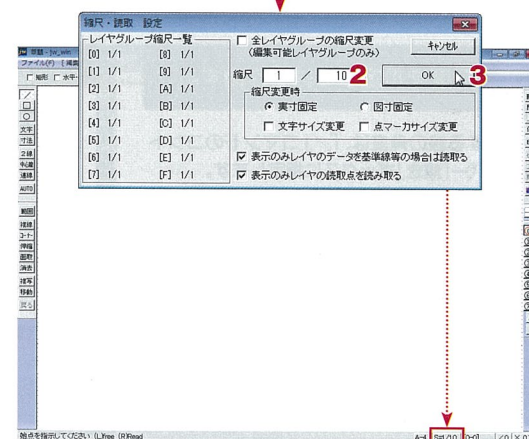 縮尺・読取 設定
レイヤグループ縮尺一覧
[0] 1/1 [8] 1/1
[1] 1/1 [9] 1/1
[2] 1/1 [A] 1/1
[3] 1/1 [B] 1/1
[4] 1/1 [C] 1/1
[5] 1/1 [D] 1/1
[6] 1/1 [E] 1/1
[7] 1/1 [F] 1/1
全レイヤグループの縮尺変更
(編集可能レイヤグループのみ)
キャンセル
縮尺 1 / 10 2
OK 3
縮尺変更時
実寸固定 図寸固定
文字サイズ変更 点マーカサイズ変更
表示のみレイヤのデータを基準線等の場合は読取る
表示のみレイヤの読取点を読み取る
無題 - jw_win
ファイル(F) [編集
矩形 水平・
文字
寸法
2線
中心線
連線
AUTO
範囲
複線
コーナー
伸縮
面取
消去
複写
移動
戻る
始点を指示してください (L)free (R)Read
A-4 S=1/10 [0-0] ∠0 × 0